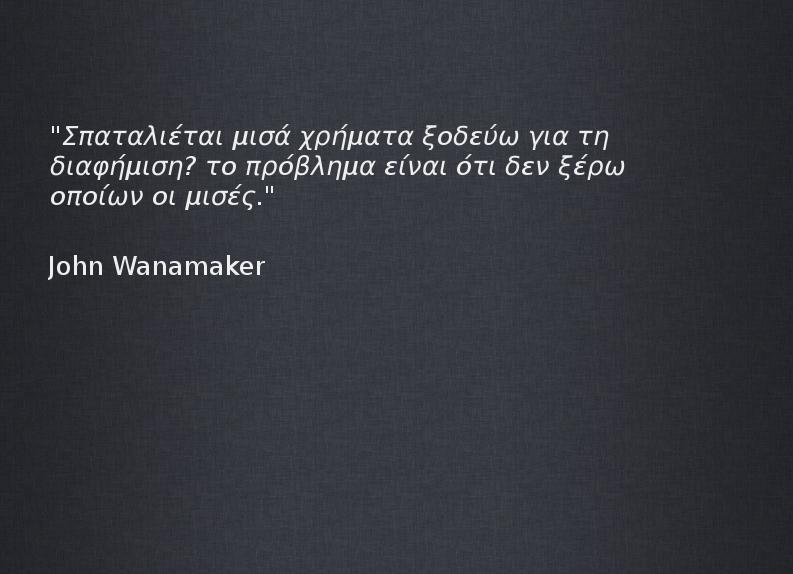 "Σπαταλιέται μισά χρήματα ξοδεύω για τη
διαφήμιση? το πρόβλημα είναι ότι δεν ξέρω
οποίων οι μισές."
John Wanamaker